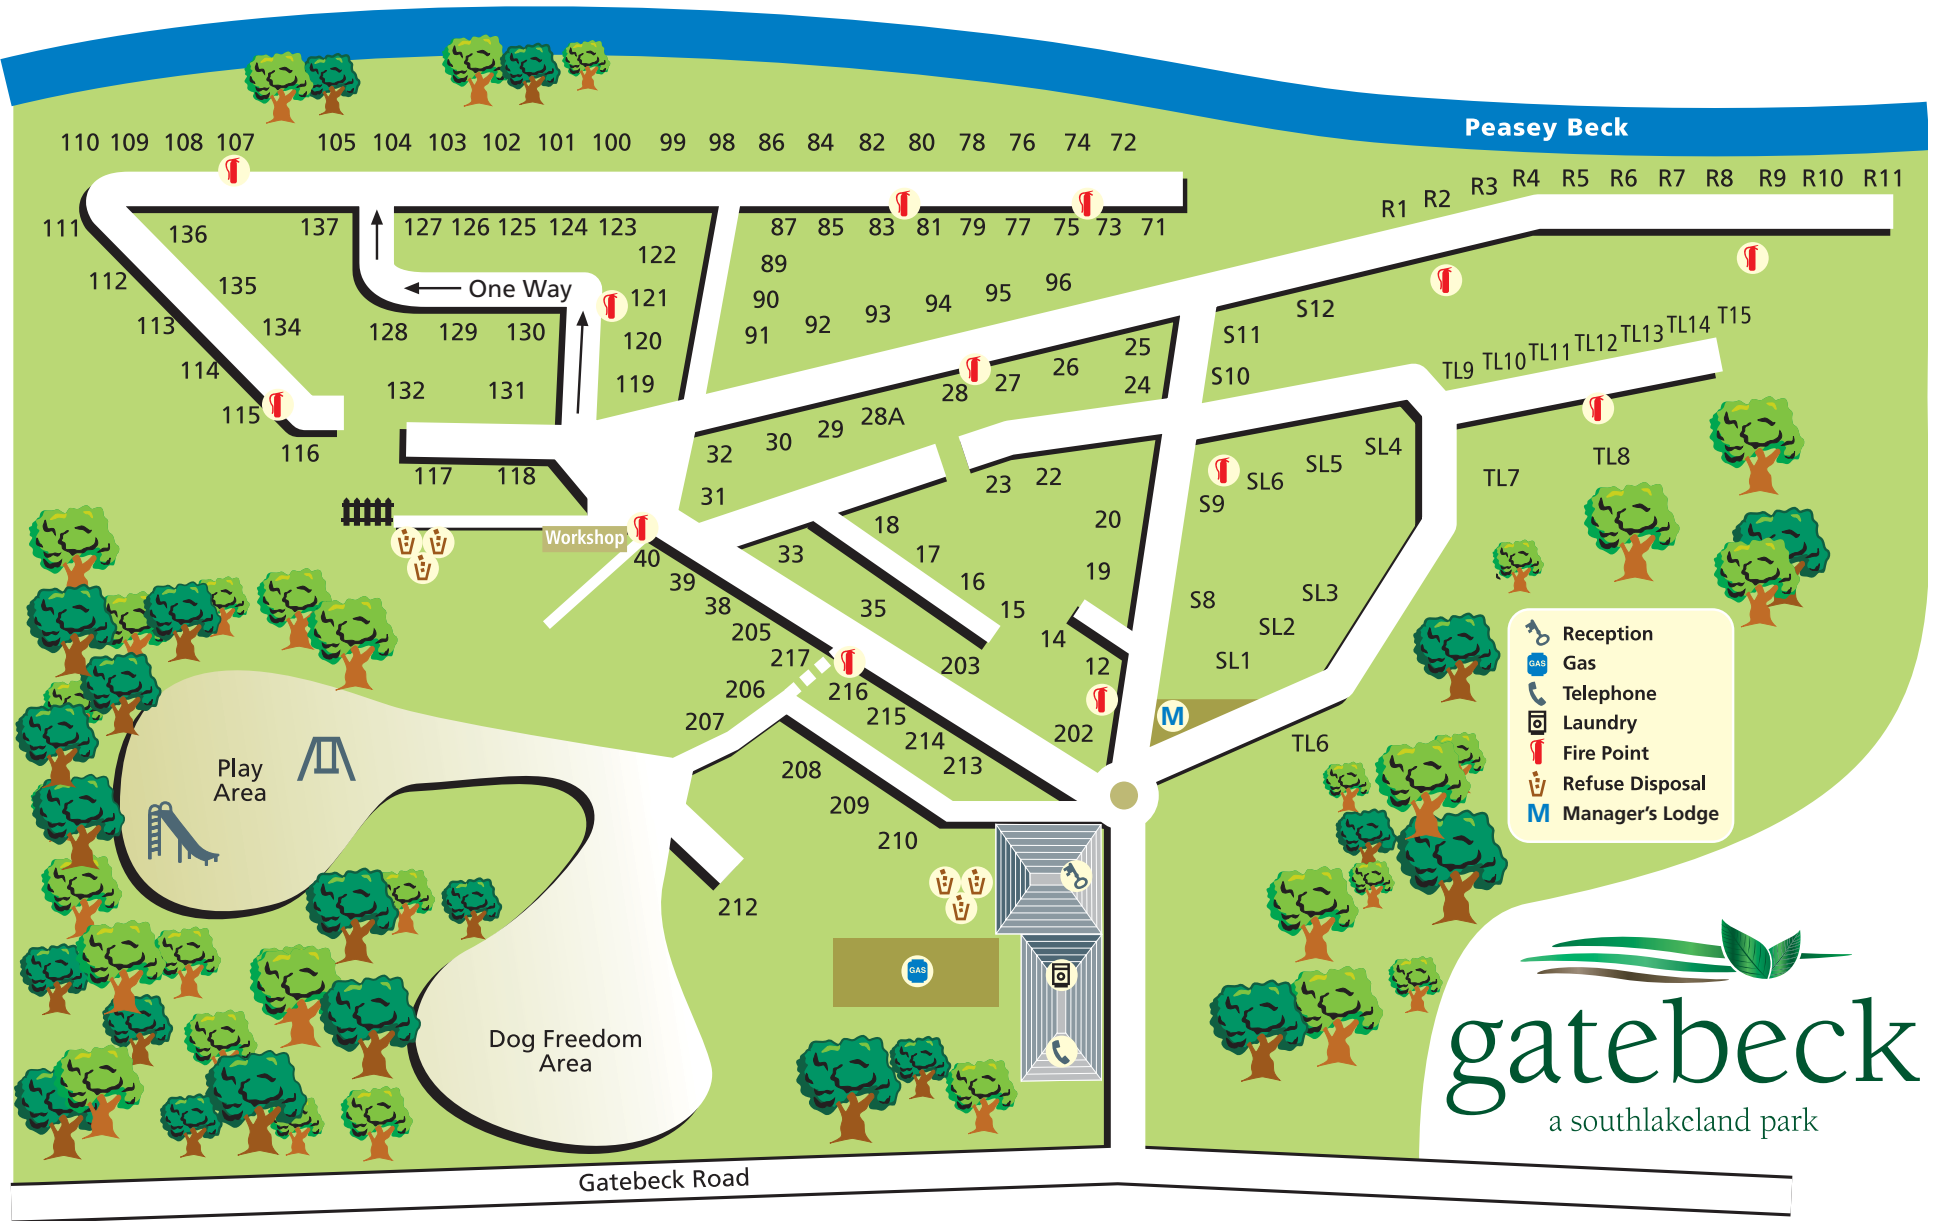 Peasey Beck
110 109 108 107 105 104 103 102 101 100 99 98 86 84 82 80 78 76 74 72
R1 R2 R3 R4 R5 R6 R7 R8 R9 R10 R11
111 136 137 127 126 125 124 123 87 85 83 81 79 77 75 73 71
122 89
112 135 One Way 121 90 91 92 93 94 95 96
S12
S11
S10
113 134 128 129 130 120
114 132 131 119
115
116
117 118
TL9 TL10 TL11 TL12 TL13 TL14 T15
25
24
26
27
28
28A
29
30
32
31
23 22
20
19
18
17
16
15
14
12
33
35
203
202
SL4
SL5
SL6
S9
S8
SL3
SL2
SL1
TL7
TL8
TL6
Workshop
40
39
38
205
217
206
207
216
215
214
213
208
209
210
212
M
Play
Area
GAS
Dog Freedom
Area
Gatebeck Road
Reception
GAS Gas
Telephone
Laundry
Fire Point
Refuse Disposal
M Manager's Lodge
gatebeck
a southlakeland park